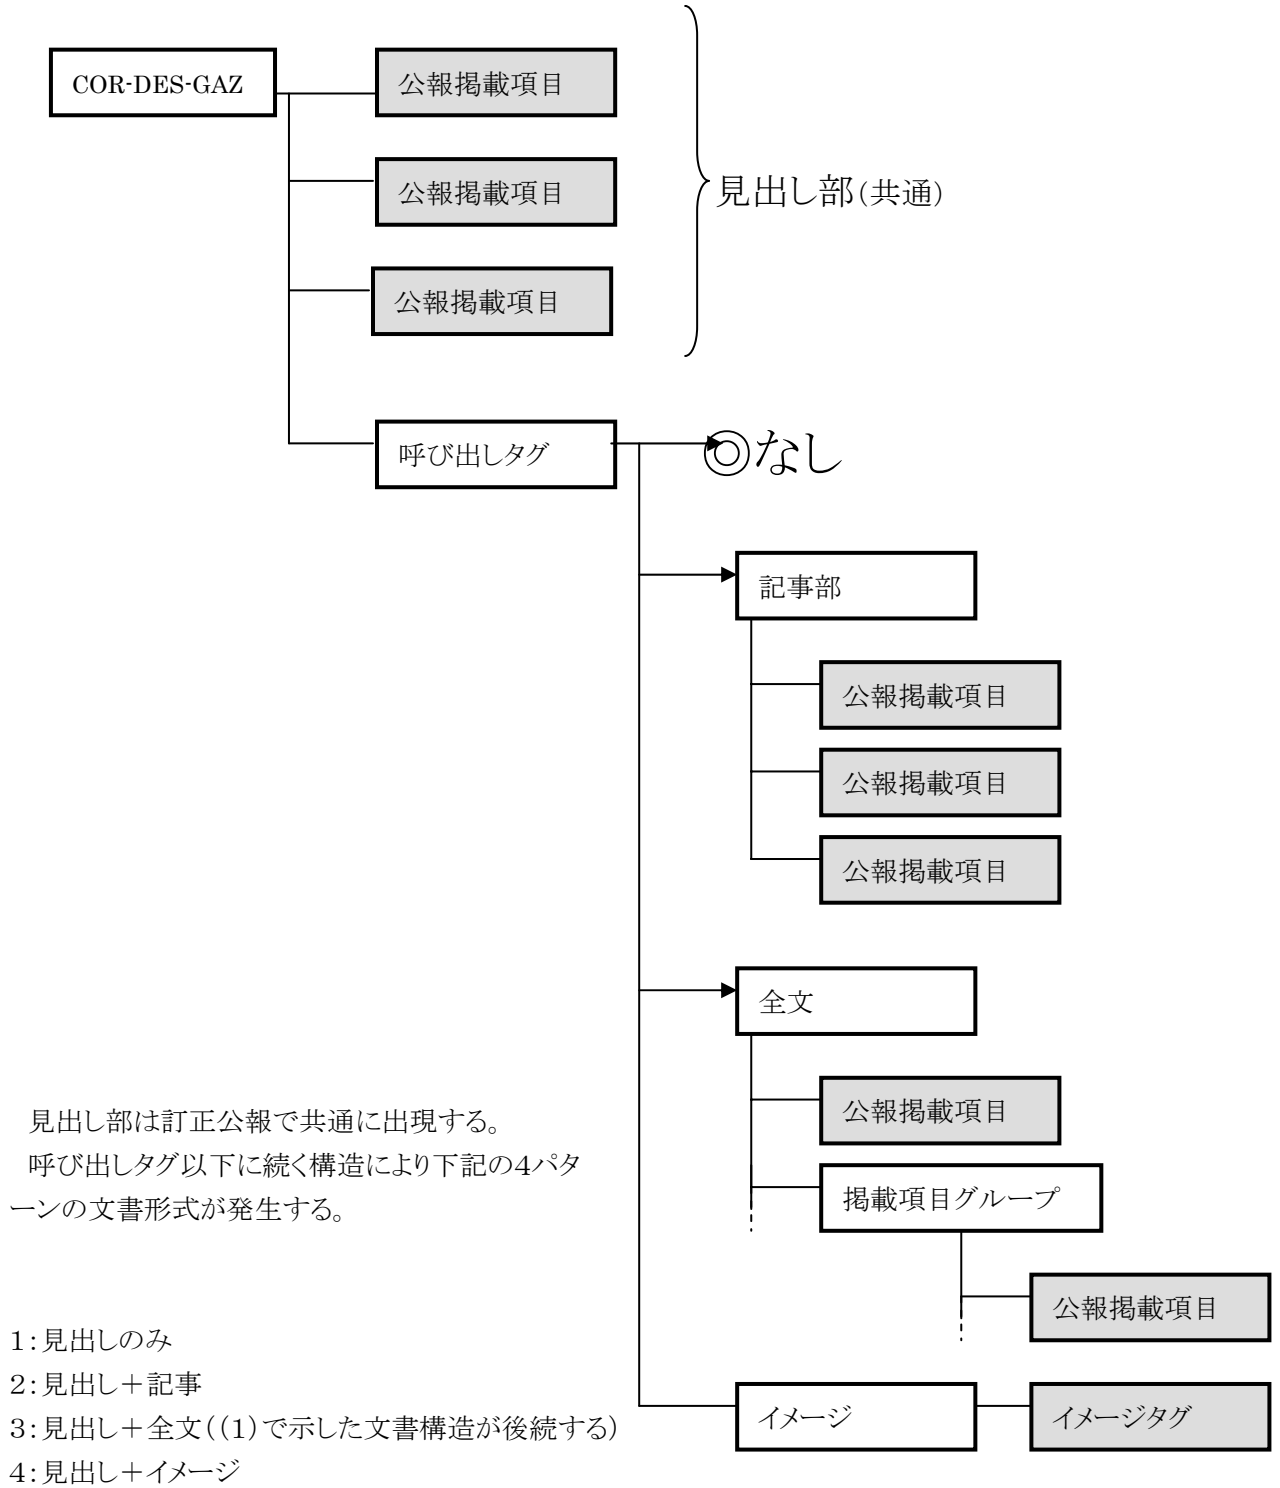 COR-DES-GAZ
公報掲載項目
公報掲載項目
見出し部(共通)
公報掲載項目
呼び出しタグ
◎なし
記事部
公報掲載項目
公報掲載項目
公報掲載項目
全文
公報掲載項目
掲載項目グループ
公報掲載項目
イメージ
イメージタグ
見出し部は訂正公報で共通に出現する。
呼び出しタグ以下に続く構造により下記の4パタ
ーンの文書形式が発生する。
1:見出しのみ
2:見出し+記事
3:見出し+全文((1)で示した文書構造が後続する)
4:見出し+イメージ